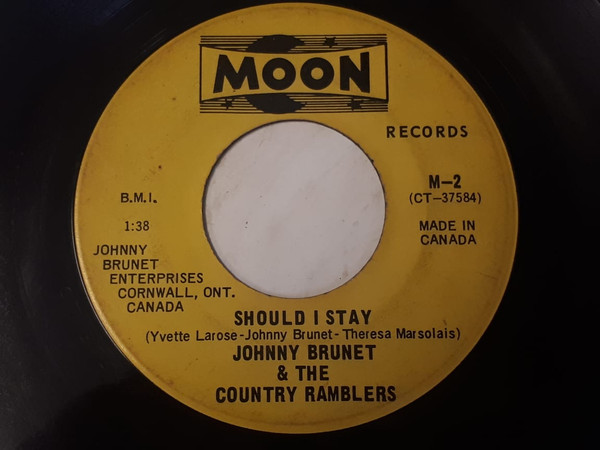 MOON
RECORDS
M-2
(CT-37584)
B.M.I.
1:38
MADE IN
CANADA
JOHNNY
BRUNET
ENTERPRISES
CORNWALL, ONT.
CANADA
SHOULD I STAY
(Yvette Larose-Johnny Brunet-Theresa Marsolais)
JOHNNY BRUNET
& THE
COUNTRY RAMBLERS